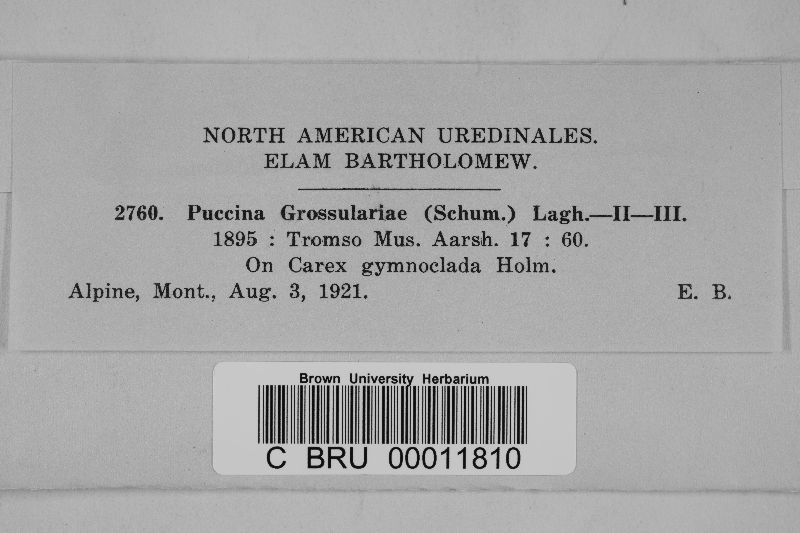 NORTH AMERICAN UREDINALES.
ELAM BARTHOLOMEW.
2760. Puccina Grossulariae (Schum.) Lagh.—II—III.
1895 : Tromso Mus. Aarsh. 17 : 60.
On Carex gymnoclada Holm.
Alpine, Mont., Aug. 3, 1921. E. B.
Brown University Herbarium
C BRU 00011810